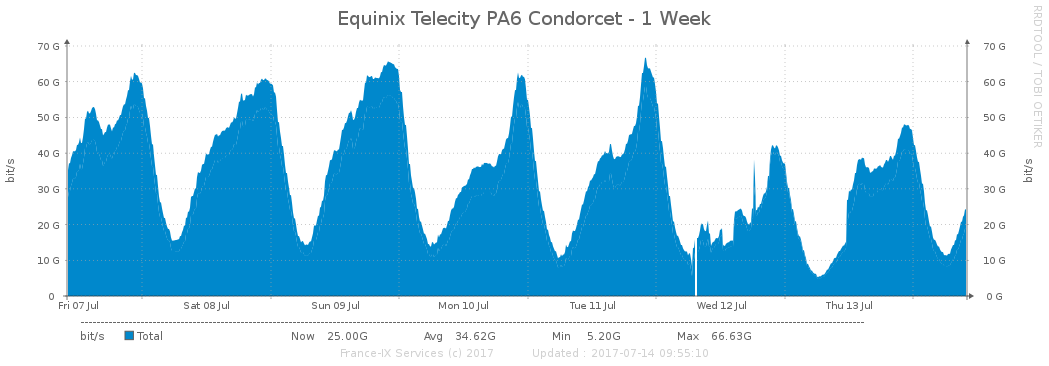 Equinix Telecity PA6 Condorcet - 1 Week
RRDTOOL / TOBI OETIKER
bit/s
70 G
60 G
50 G
40 G
30 G
20 G
10 G
0
70 G
60 G
50 G
40 G
30 G
20 G
10 G
0 G
bit/s
Fri 07 Jul Sat 08 Jul Sun 09 Jul Mon 10 Jul Tue 11 Jul Wed 12 Jul Thu 13 Jul
bit/s Total Now 25.00G Avg 34.62G Min 5.20G Max 66.63G
France-IX Services (c) 2017 Updated : 2017-07-14 09:55:10